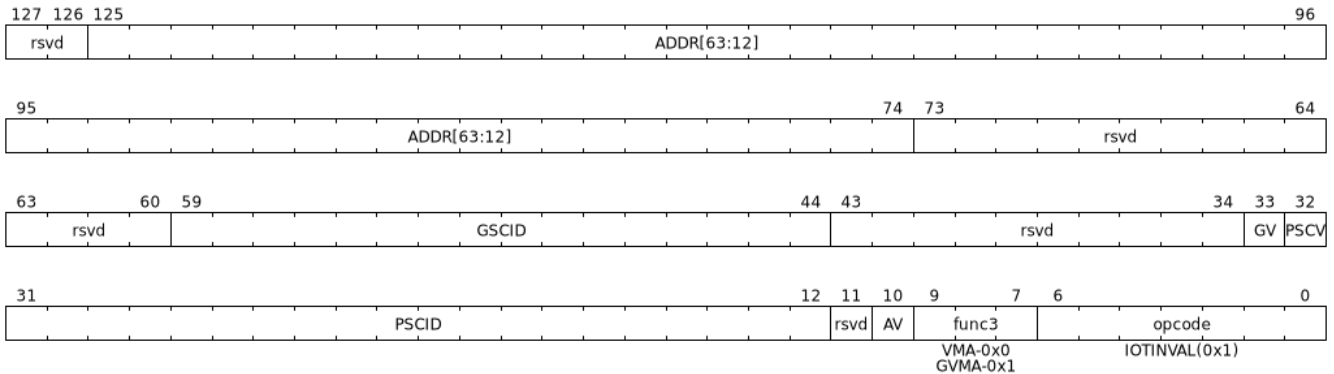 127 126 125 96
rsvd ADDR[63:12]
95 74 73 64
ADDR[63:12] rsvd
63 60 59 44 43 34 33 32
rsvd GSCID rsvd GV PSCV
31 12 11 10 9 7 6 0
PSCID rsvd AV func3 opcode
VMA-0x0 IOTINVAL(0x1)
GVMA-0x1